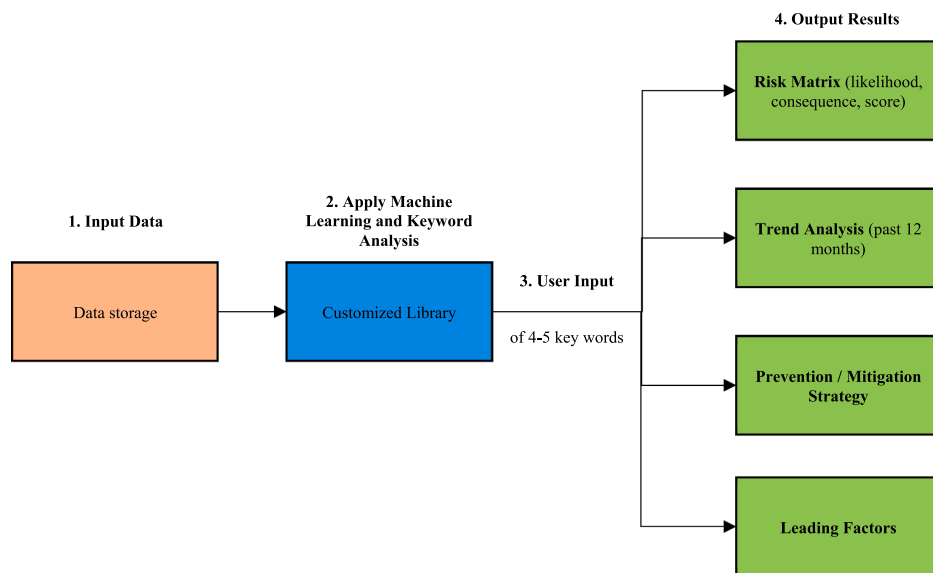 1. Input Data
Data storage
2. Apply Machine
Learning and Keyword
Analysis
Customized Library
3. User Input
of 4-5 key words
4. Output Results
Risk Matrix (likelihood,
consequence, score)
Trend Analysis (past 12
months)
Prevention / Mitigation
Strategy
Leading Factors